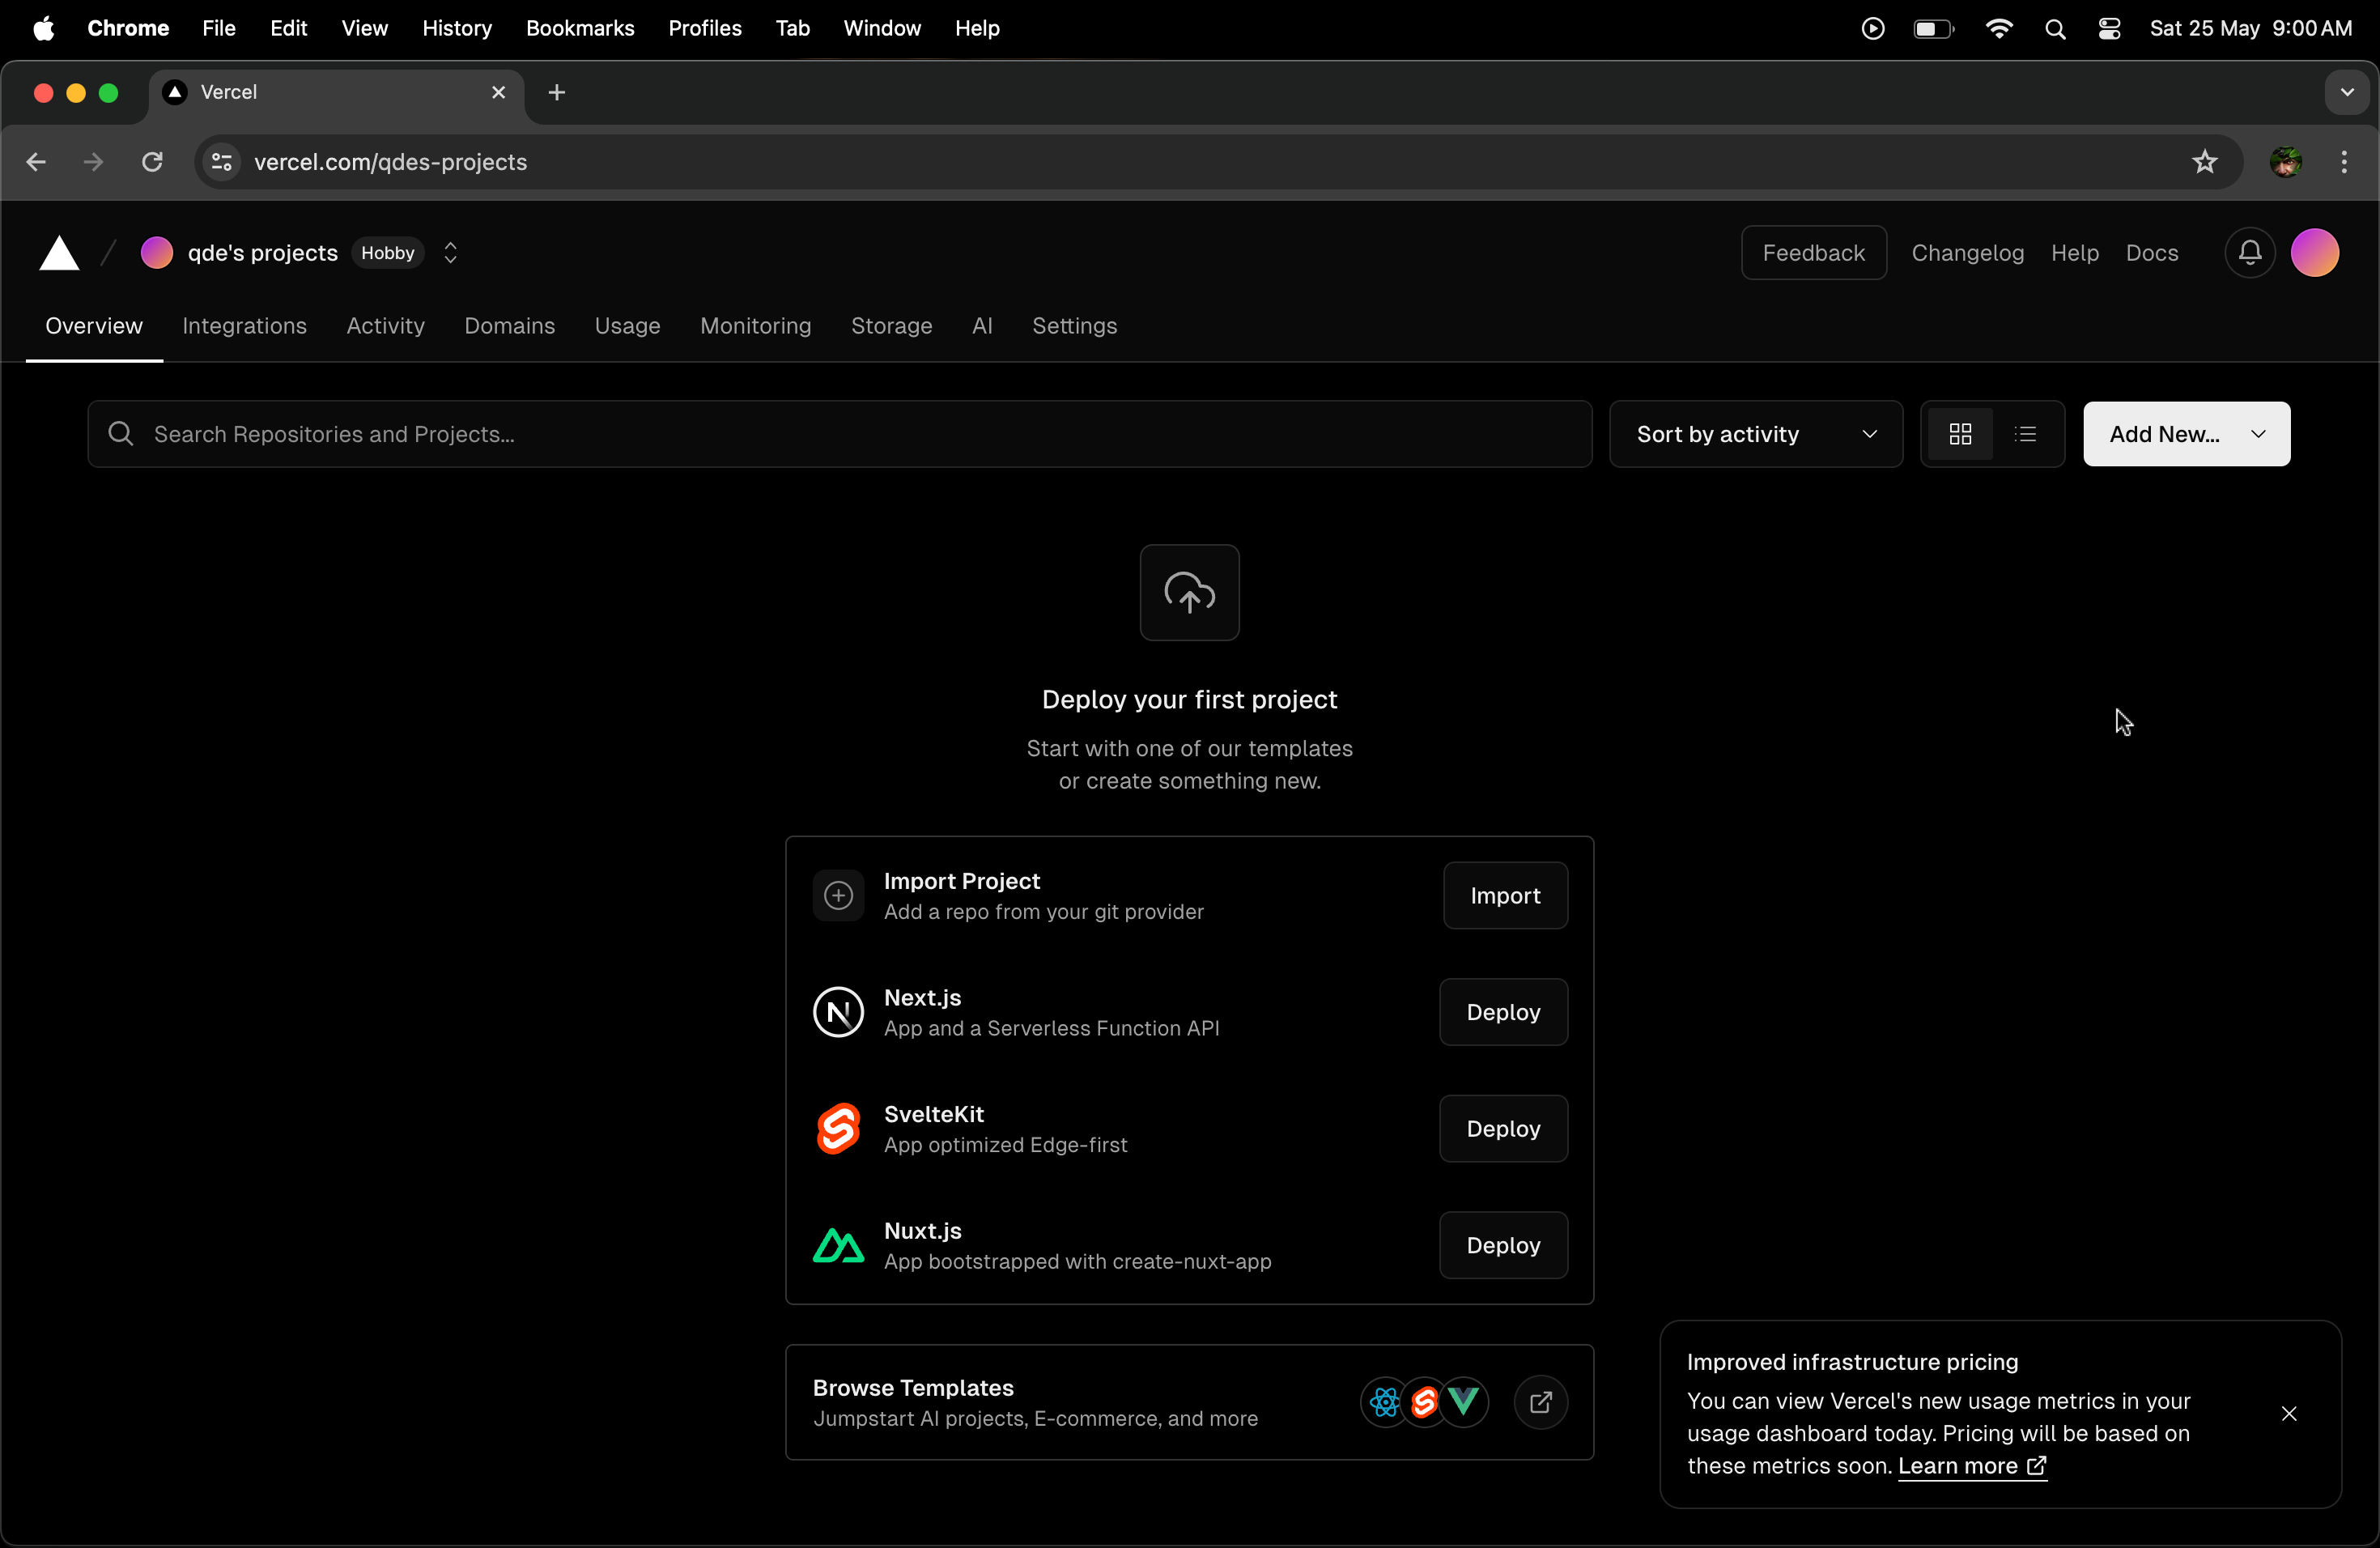 Chrome File Edit View History Bookmarks Profiles Tab Window Help Sat 25 May 9:00 AM
Vercel
vercel.com/qdes-projects
qde's projects Hobby Feedback Changelog Help Docs
Overview Integrations Activity Domains Usage Monitoring Storage AI Settings
Search Repositories and Projects... Sort by activity Add New...
Deploy your first project
Start with one of our templates
or create something new.
Import Project
Add a repo from your git provider
Import
Next.js
App and a Serverless Function API
Deploy
SvelteKit
App optimized Edge-first
Deploy
Nuxt.js
App bootstrapped with create-nuxt-app
Deploy
Browse Templates
Jumpstart AI projects, E-commerce, and more
Improved infrastructure pricing
You can view Vercel's new usage metrics in your
usage dashboard today. Pricing will be based on
these metrics soon. Learn more